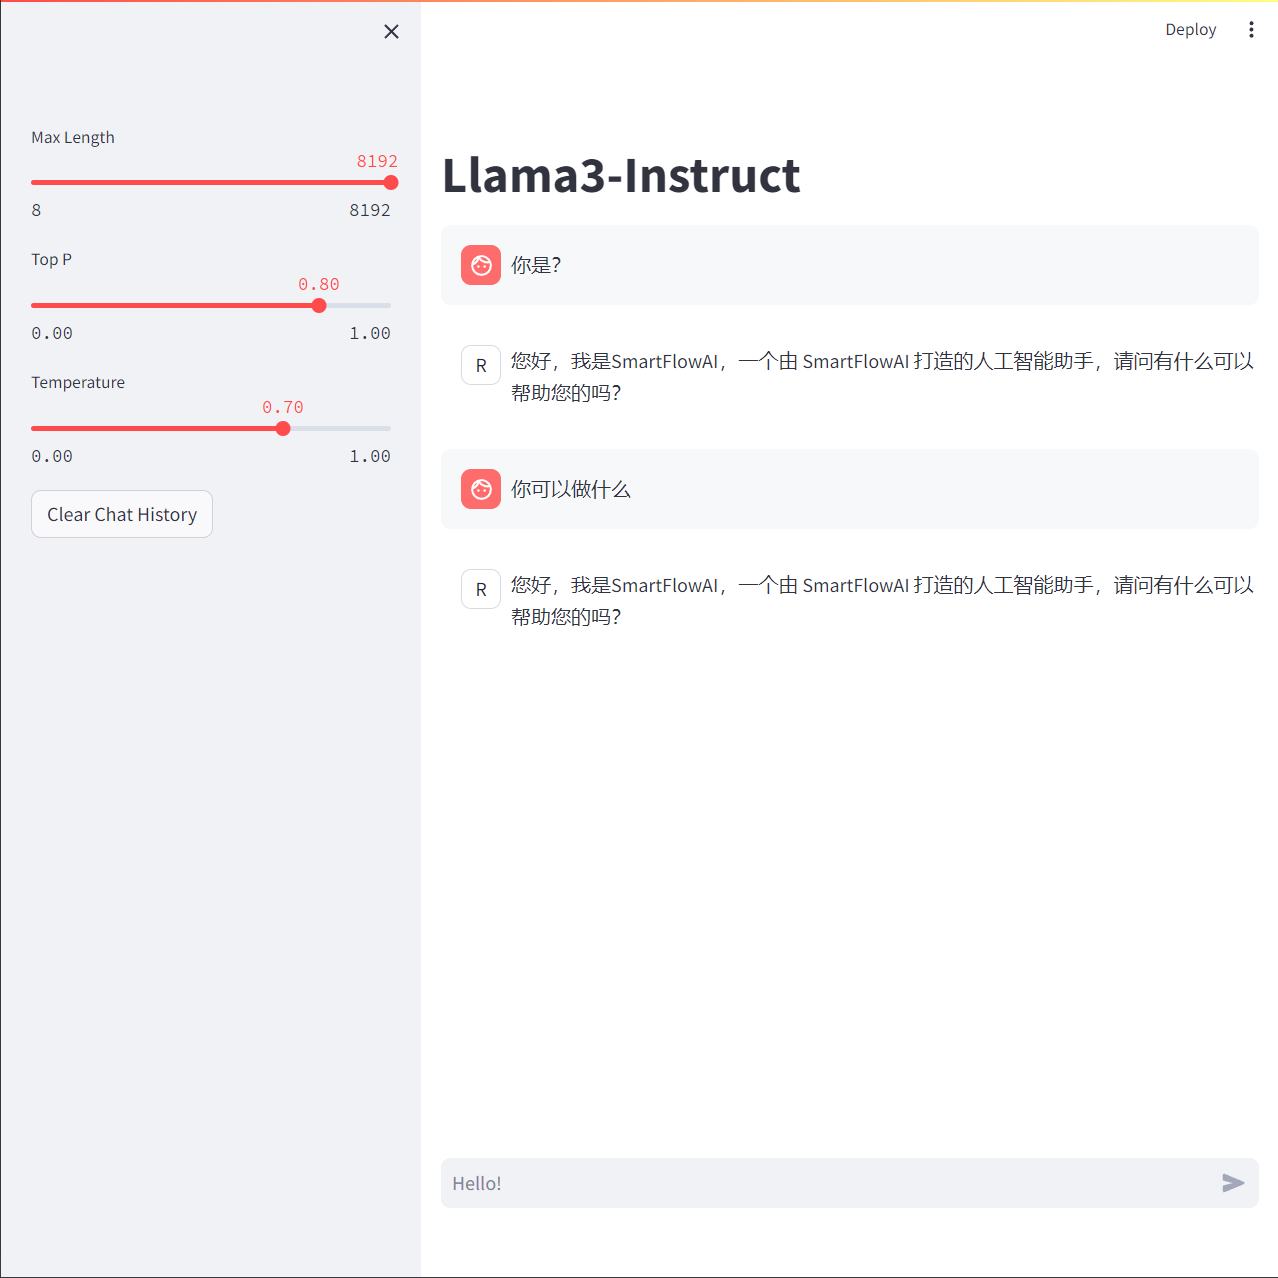 Deploy
Max Length
8192
8 8192
Top P
0.80
0.00 1.00
Temperature
0.70
0.00 1.00
Clear Chat History
Llama3-Instruct
你是？
R
您好，我是SmartFlowAI，一个由 SmartFlowAI 打造的人工智能助手，请问有什么可以
帮助您的吗？
你可以做什么
R
您好，我是SmartFlowAI，一个由 SmartFlowAI 打造的人工智能助手，请问有什么可以
帮助您的吗？
Hello!